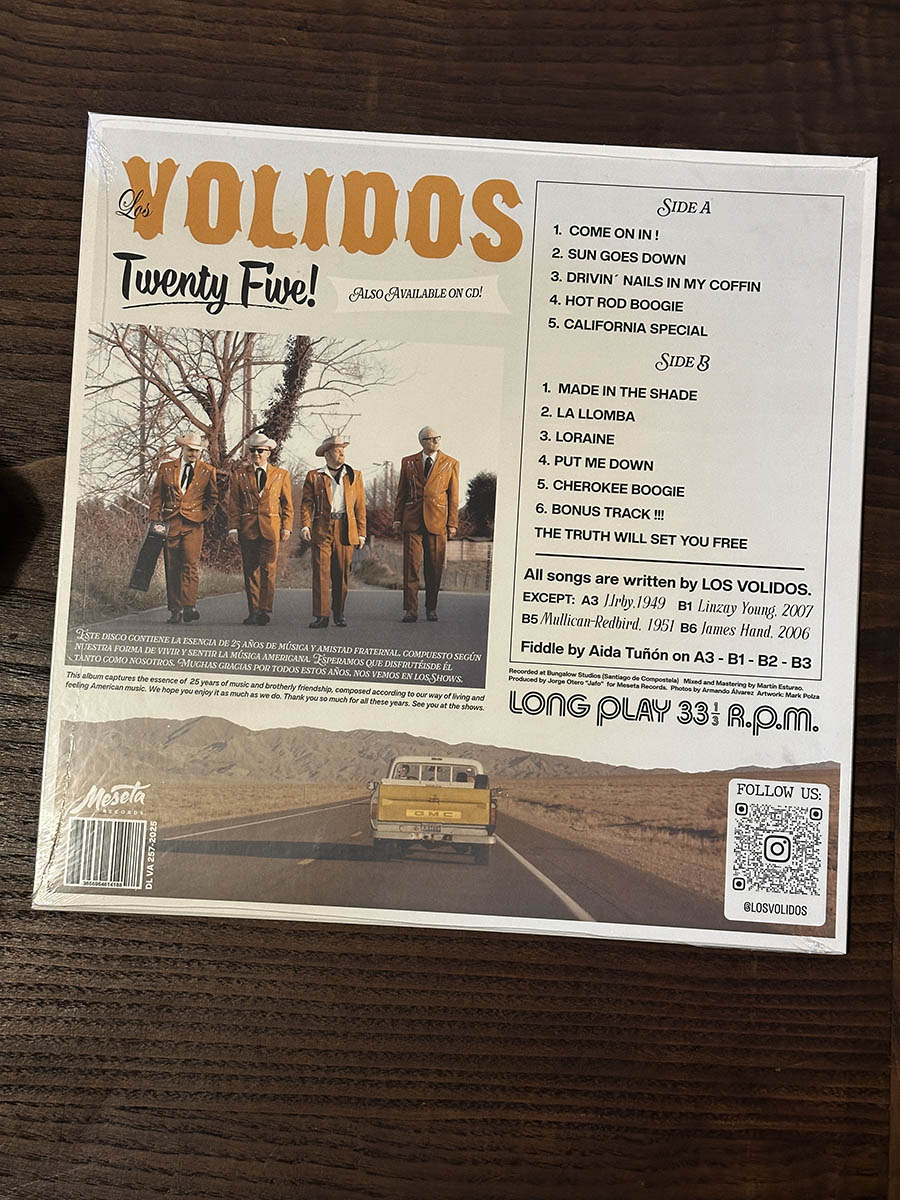 Los VOLIDOS
Twenty Five!
ALSO AVAILABLE ON CD!
SIDE A
1. COME ON IN !
2. SUN GOES DOWN
3. DRIVIN´ NAILS IN MY COFFIN
4. HOT ROD BOOGIE
5. CALIFORNIA SPECIAL
SIDE B
1. MADE IN THE SHADE
2. LA LLOMBA
3. LORAINE
4. PUT ME DOWN
5. CHEROKEE BOOGIE
6. BONUS TRACK !!!
THE TRUTH WILL SET YOU FREE
All songs are written by LOS VOLIDOS.
EXCEPT: A3 J.Irby,1949 B1 Linzay Young, 2007
B5 Mullican-Redbird, 1951 B6 James Hand, 2006
Fiddle by Aida Tuñón on A3 - B1 - B2 - B3
Recorded at Bungalow Studios (Santiago de Compostela) Mixed and Mastering by Martín Esturao.
Produced by Jorge Otero "Jafo" for Meseta Records. Photos by Armando Álvarez Artwork: Mark Polza
LONG PLAY 33 1/3 R.p.m.
ESTE DISCO CONTIENE LA ESENCIA DE 25 AÑOS DE MÚSICA Y AMISTAD FRATERNAL, COMPUESTO SEGÚN
NUESTRA FORMA DE VIVIR Y SENTIR LA MÚSICA AMERICANA. ESPERAMOS QUE DISFRUTÉIS DE ÉL
TANTO COMO NOSOTROS. MUCHAS GRACIAS POR TODOS ESTOS AÑOS. NOS VEMOS EN LOS SHOWS.
This album captures the essence of 25 years of music and brotherly friendship, composed according to our way of living and
feeling American music. We hope you enjoy it as much as we do. Thank you so much for all these years. See you at the shows.
GMC
Meseta
RECORDS
DL VA 257-2025
FOLLOW US:
@LOSVOLIDOS